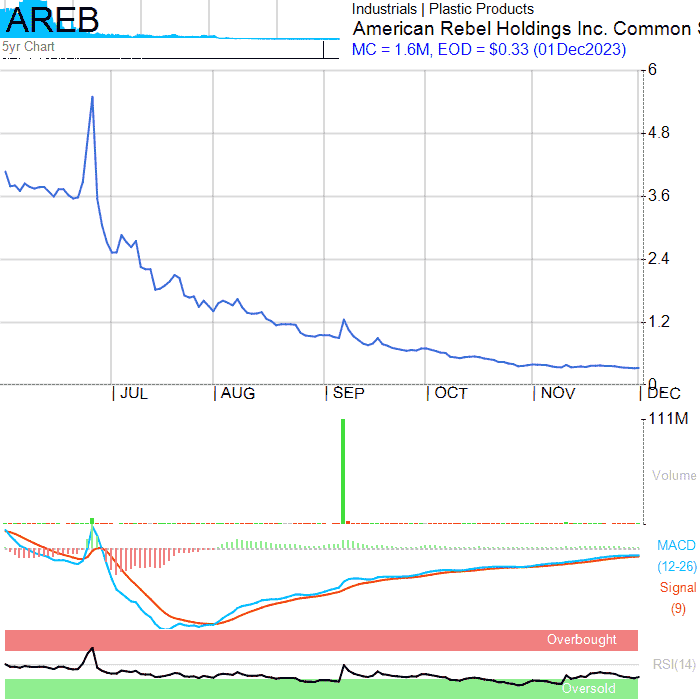 AREB
5yr Chart
Industrials | Plastic Products
American Rebel Holdings Inc. Common
MC = 1.6M, EOD = $0.33 (01Dec2023)
6
4.8
3.6
2.4
1.2
0
JUL AUG SEP OCT NOV DEC
111M
Volume
MACD
(12-26)
Signal
(9)
Overbought
RSI(14)
Oversold